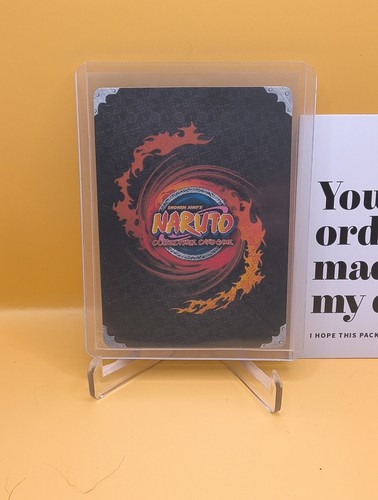 SHONEN JUMP'S
NARUTO
COLLECTIBLE CARD GAME
You
ord
mad
my
I HOPE THIS PACK